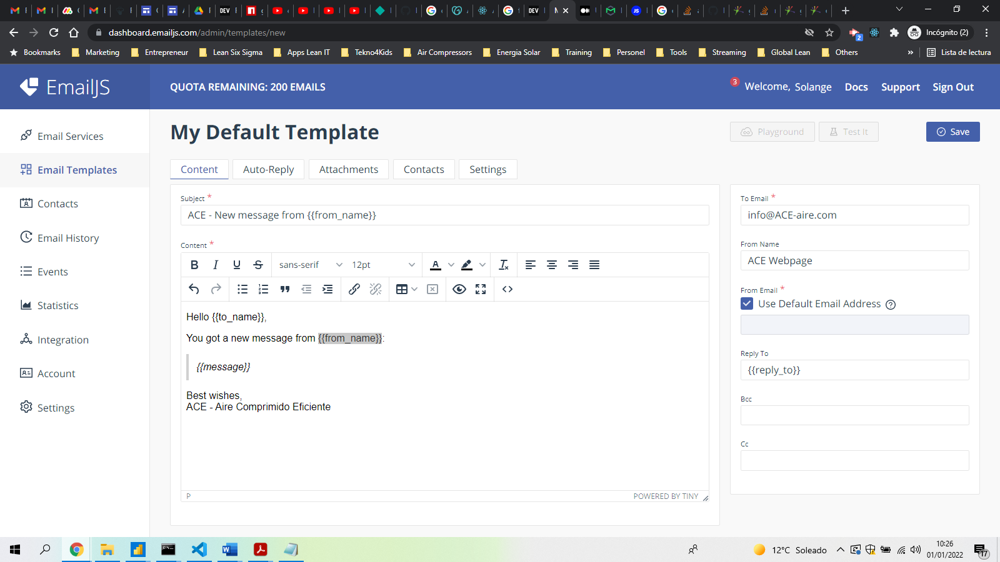 dashboard.emailjs.com/admin/templates/new
2
Incógnito (2)
Bookmarks Marketing Entrepreneur Lean Six Sigma Apps Lean IT Tekno4Kids Air Compressors Energia Solar Training Personel Tools Streaming Global Lean Others » Lista de lectura
EmailJS
QUOTA REMAINING: 200 EMAILS
3 Welcome, Solange Docs Support Sign Out
Email Services
Email Templates
Contacts
Email History
Events
Statistics
Integration
Account
Settings
My Default Template
Playground Test It Save
Content Auto-Reply Attachments Contacts Settings
Subject *
ACE - New message from {{from_name}}
Content *
B I U S sans-serif 12pt A
Hello {{to_name}},
You got a new message from {{from_name}}:
{{message}}
Best wishes,
ACE - Aire Comprimido Eficiente
P POWERED BY TINY
To Email *
info@ACE-aire.com
From Name
ACE Webpage
From Email *
Use Default Email Address
Reply To
{{reply_to}}
Bcc
Cc
12°C Soleado
10:26
01/01/2022
17